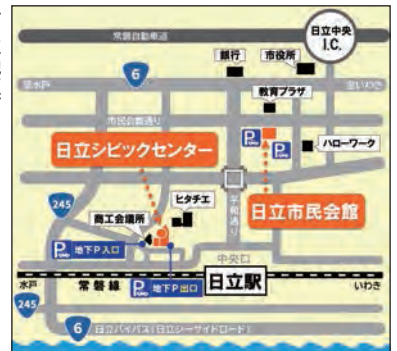 常磐自動車道
日立中央
I.C.
銀行
市役所
6
至水戸
至いわき
教育プラザ
市民会館通り
P
P
ハローワーク
日立シビックセンター
245
ヒタチエ
商工会議所
平和通り
日立市民会館
P 地下P入口
中央口
水戸
常磐線
P 地下P出口
日立駅
いわき
245
6
日立バイパス(日立シーサイドロード)